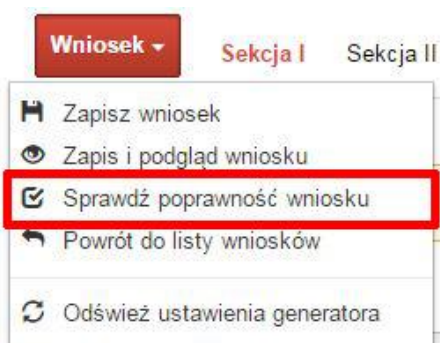 Wniosek Sekcja I Sekcja II
Zapisz wniosek
Zapis i podgląd wniosku
Sprawdź poprawność wniosku
Powrót do listy wniosków
Odśwież ustawienia generatora